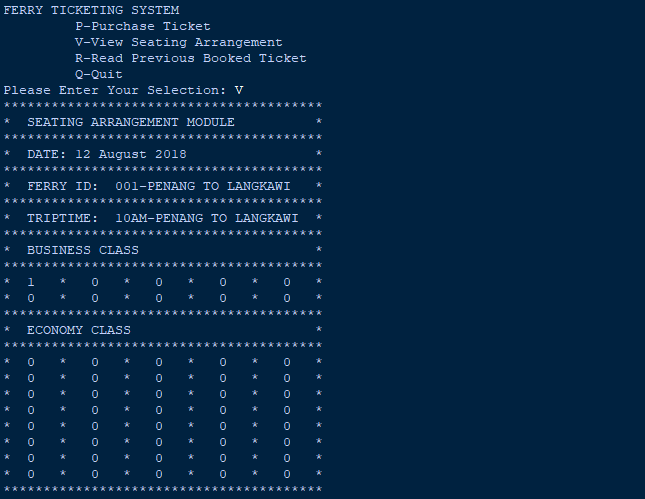 FERRY TICKETING SYSTEM
P-Purchase Ticket
V-View Seating Arrangement
R-Read Previous Booked Ticket
Q-Quit
Please Enter Your Selection: V
****************************************
*  SEATING ARRANGEMENT MODULE          *
****************************************
*  DATE: 12 August 2018                *
****************************************
*  FERRY ID:  001-PENANG TO LANGKAWI   *
****************************************
*  TRIPTIME:  10AM-PENANG TO LANGKAWI  *
****************************************
*  BUSINESS CLASS                      *
****************************************
*  1   *   0   *   0   *   0   *   0   *
*  0   *   0   *   0   *   0   *   0   *
****************************************
*  ECONOMY CLASS                       *
****************************************
*  0   *   0   *   0   *   0   *   0   *
*  0   *   0   *   0   *   0   *   0   *
*  0   *   0   *   0   *   0   *   0   *
*  0   *   0   *   0   *   0   *   0   *
*  0   *   0   *   0   *   0   *   0   *
*  0   *   0   *   0   *   0   *   0   *
*  0   *   0   *   0   *   0   *   0   *
*  0   *   0   *   0   *   0   *   0   *
****************************************